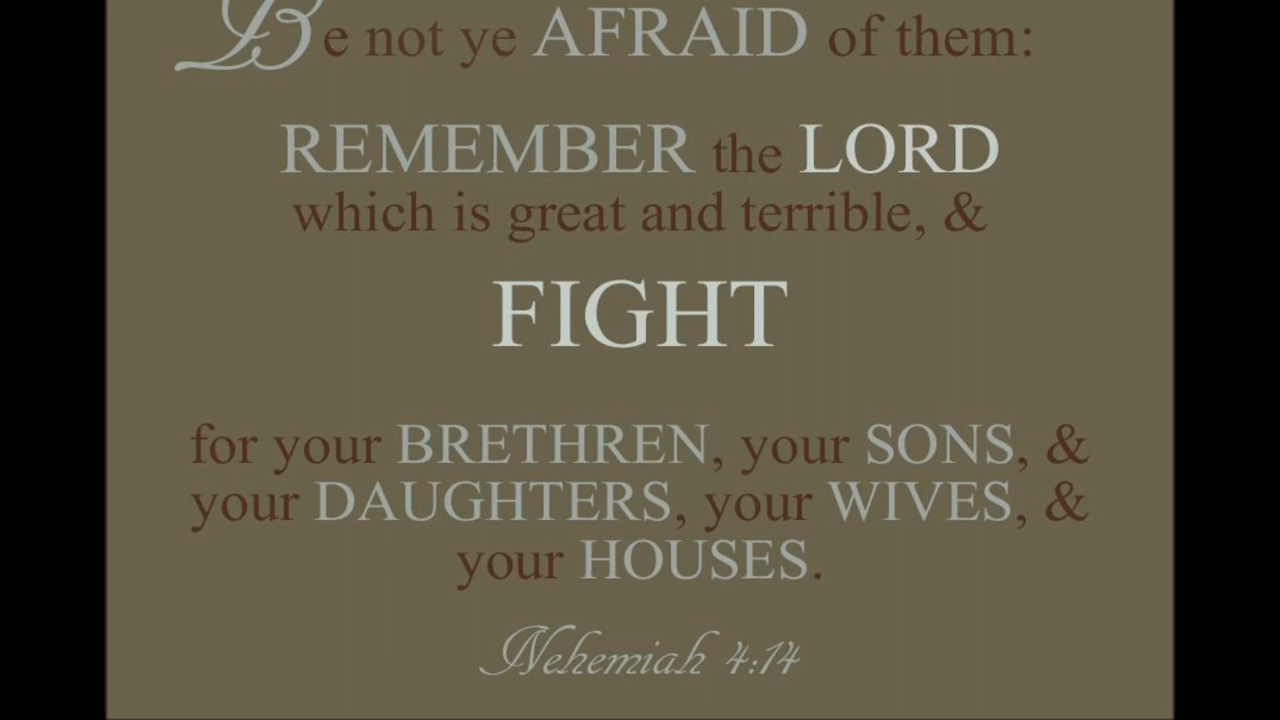 Be not ye AFRAID of them:
REMEMBER the LORD
which is great and terrible, &
FIGHT
for your BRETHREN, your SONS, &
your DAUGHTERS, your WIVES, &
your HOUSES.
Nehemiah 4:14